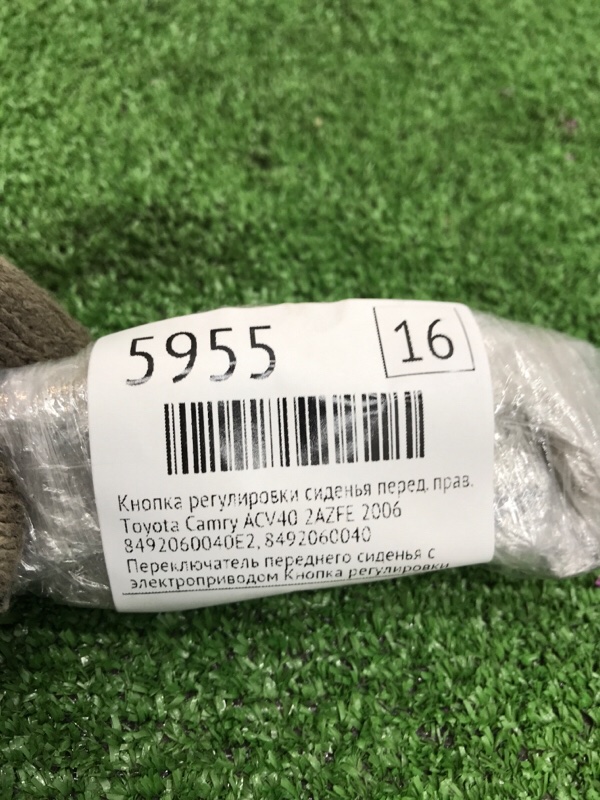 5955
16
Кнопка регулировки сиденья перед. прав.
Toyota Camry ACV40 2AZFE 2006
8492060040E2, 8492060040
Переключатель переднего сиденья с
электроприводом Кнопка регулировки